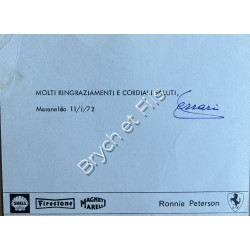 MOLTI RINGRAZIAMENTI E CORDIALI SALUTI,
Maranello 11/1/72
Ferrari
Brych et Fils
SHELL Firestone MAGNETI MARELLI Ronnie Peterson